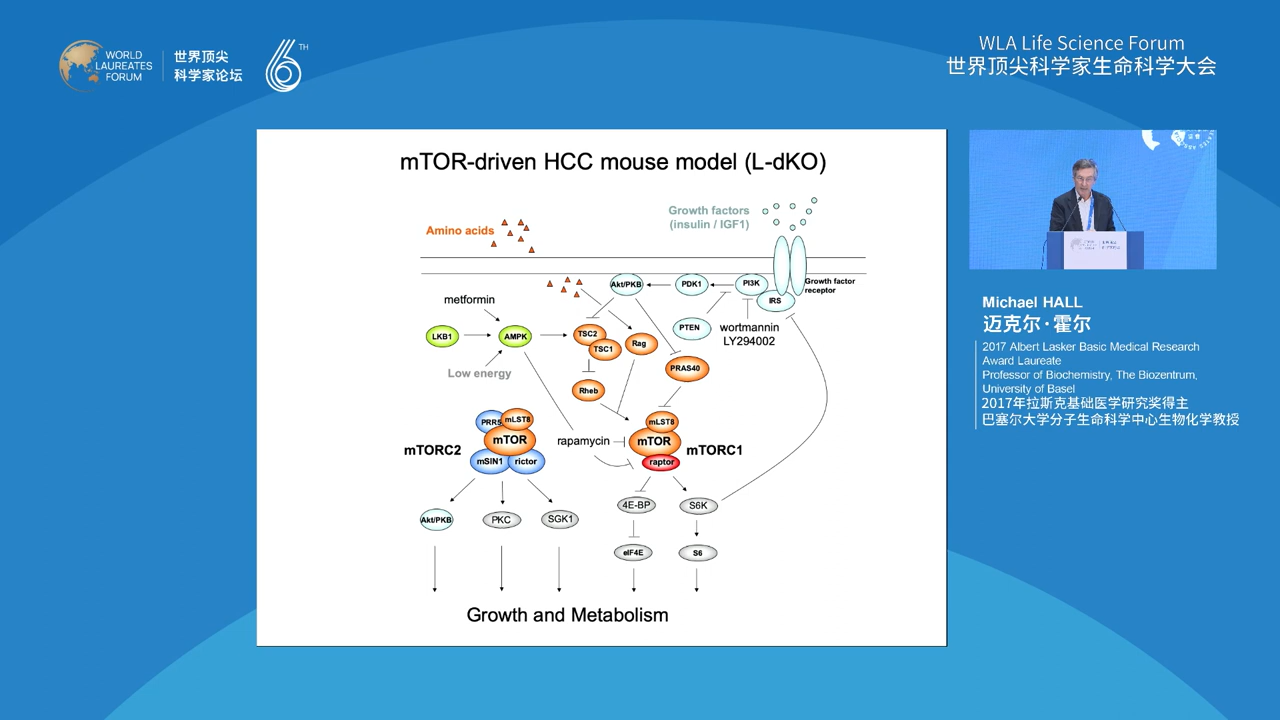 WORLD
LAUREATES
FORUM
世界顶尖
科学家论坛
6TH
WLA Life Science Forum
世界顶尖科学家生命科学大会
mTOR-driven HCC mouse model (L-dKO)
Amino acids
Growth factors
(insulin / IGF1)
Growth factor
receptor
Akt/PKB
PDK1
PI3K
IRS
metformin
PTEN
wortmannin
LY294002
LKB1
AMPK
TSC2
TSC1
Rag
Low energy
PRAS40
Rheb
PRR5
mLST8
mTOR
mSIN1
rictor
mTORC2
rapamycin
mLST8
mTOR
raptor
mTORC1
4E-BP
S6K
Akt/PKB
PKC
SGK1
eIF4E
S6
Growth and Metabolism
Michael HALL
迈克尔·霍尔
2017 Albert Lasker Basic Medical Research
Award Laureate
Professor of Biochemistry, The Biozentrum,
University of Basel
2017年拉斯克基础医学研究奖得主
巴塞尔大学分子生命科学中心生物化学教授